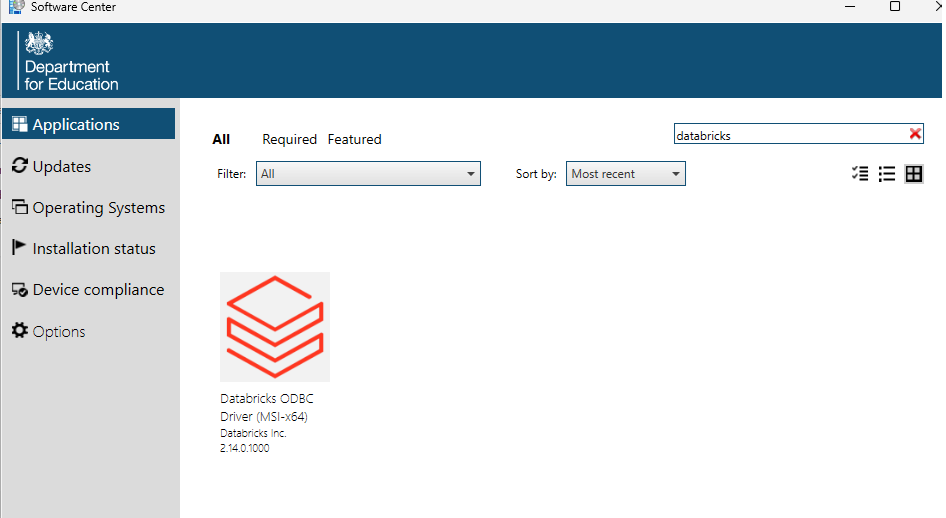 Software Center
Department
for Education
Applications
Updates
Operating Systems
Installation status
Device compliance
Options
All Required Featured
databricks
Filter: All Sort by: Most recent
Databricks ODBC
Driver (MSI-x64)
Databricks Inc.
2.14.0.1000